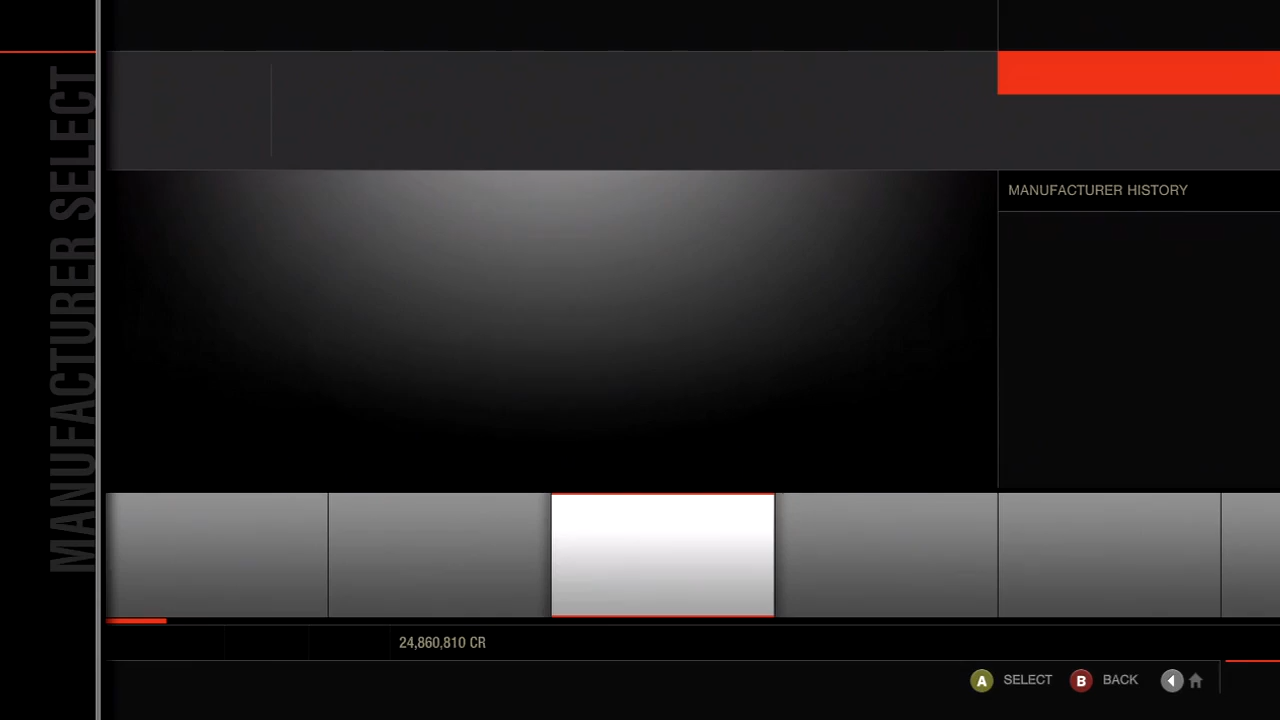 MANUFACTURER SELECT
MANUFACTURER HISTORY
24,860,810 CR
A SELECT B BACK